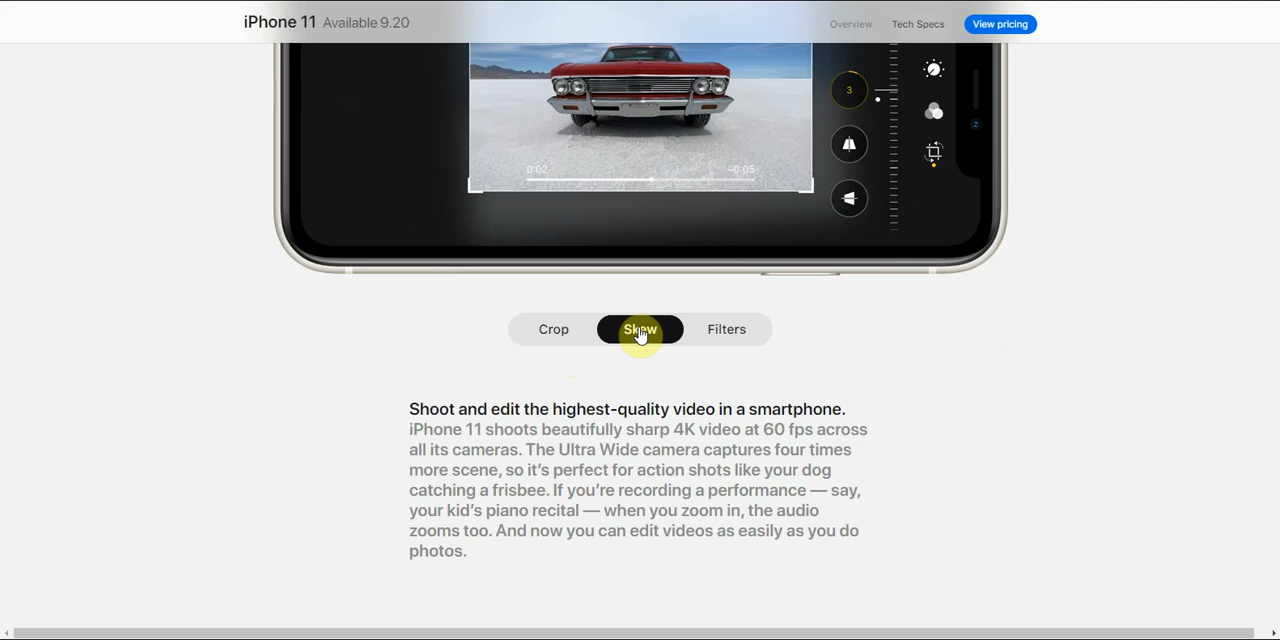 iPhone 11 Available 9.20
Overview Tech Specs View pricing
3
0:02 -0:05
Crop Skew Filters
Shoot and edit the highest-quality video in a smartphone.
iPhone 11 shoots beautifully sharp 4K video at 60 fps across
all its cameras. The Ultra Wide camera captures four times
more scene, so it's perfect for action shots like your dog
catching a frisbee. If you're recording a performance — say,
your kid's piano recital — when you zoom in, the audio
zooms too. And now you can edit videos as easily as you do
photos.